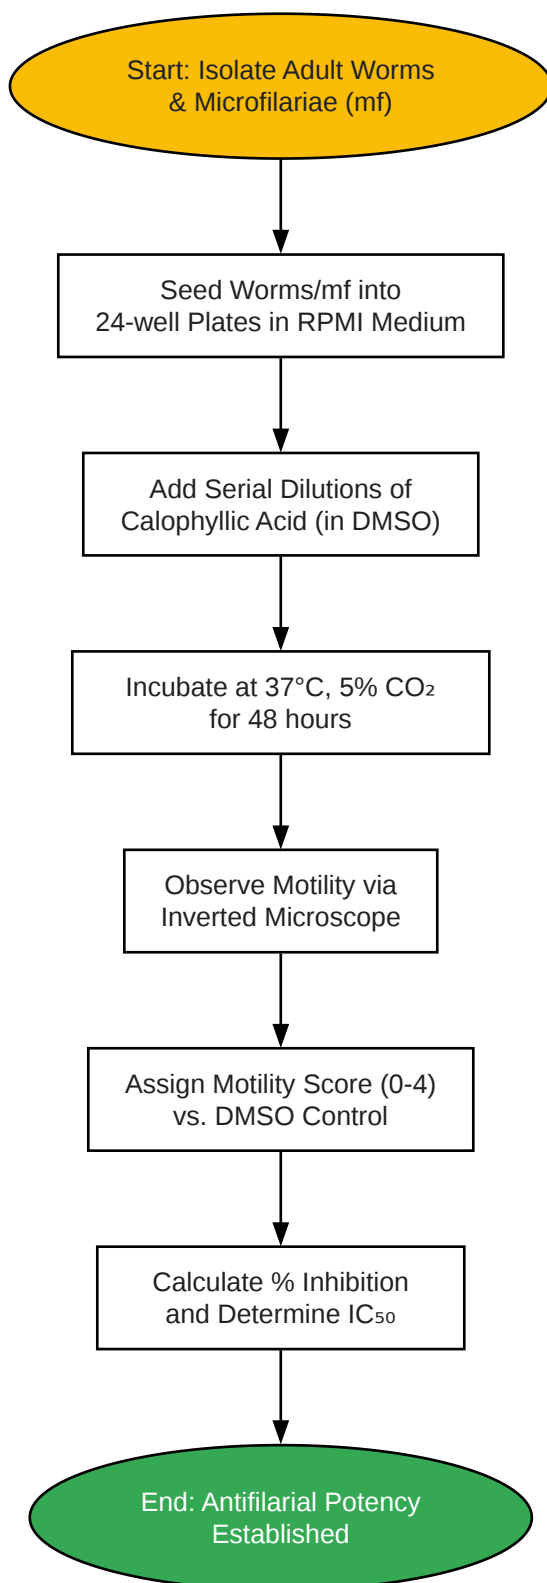 Start: Isolate Adult Worms
& Microfilariae (mf)
Seed Worms/mf into
24-well Plates in RPMI Medium
Add Serial Dilutions of
Calophyllic Acid (in DMSO)
Incubate at 37°C, 5% CO₂
for 48 hours
Observe Motility via
Inverted Microscope
Assign Motility Score (0-4)
vs. DMSO Control
Calculate % Inhibition
and Determine IC₅₀
End: Antifilarial Potency
Established